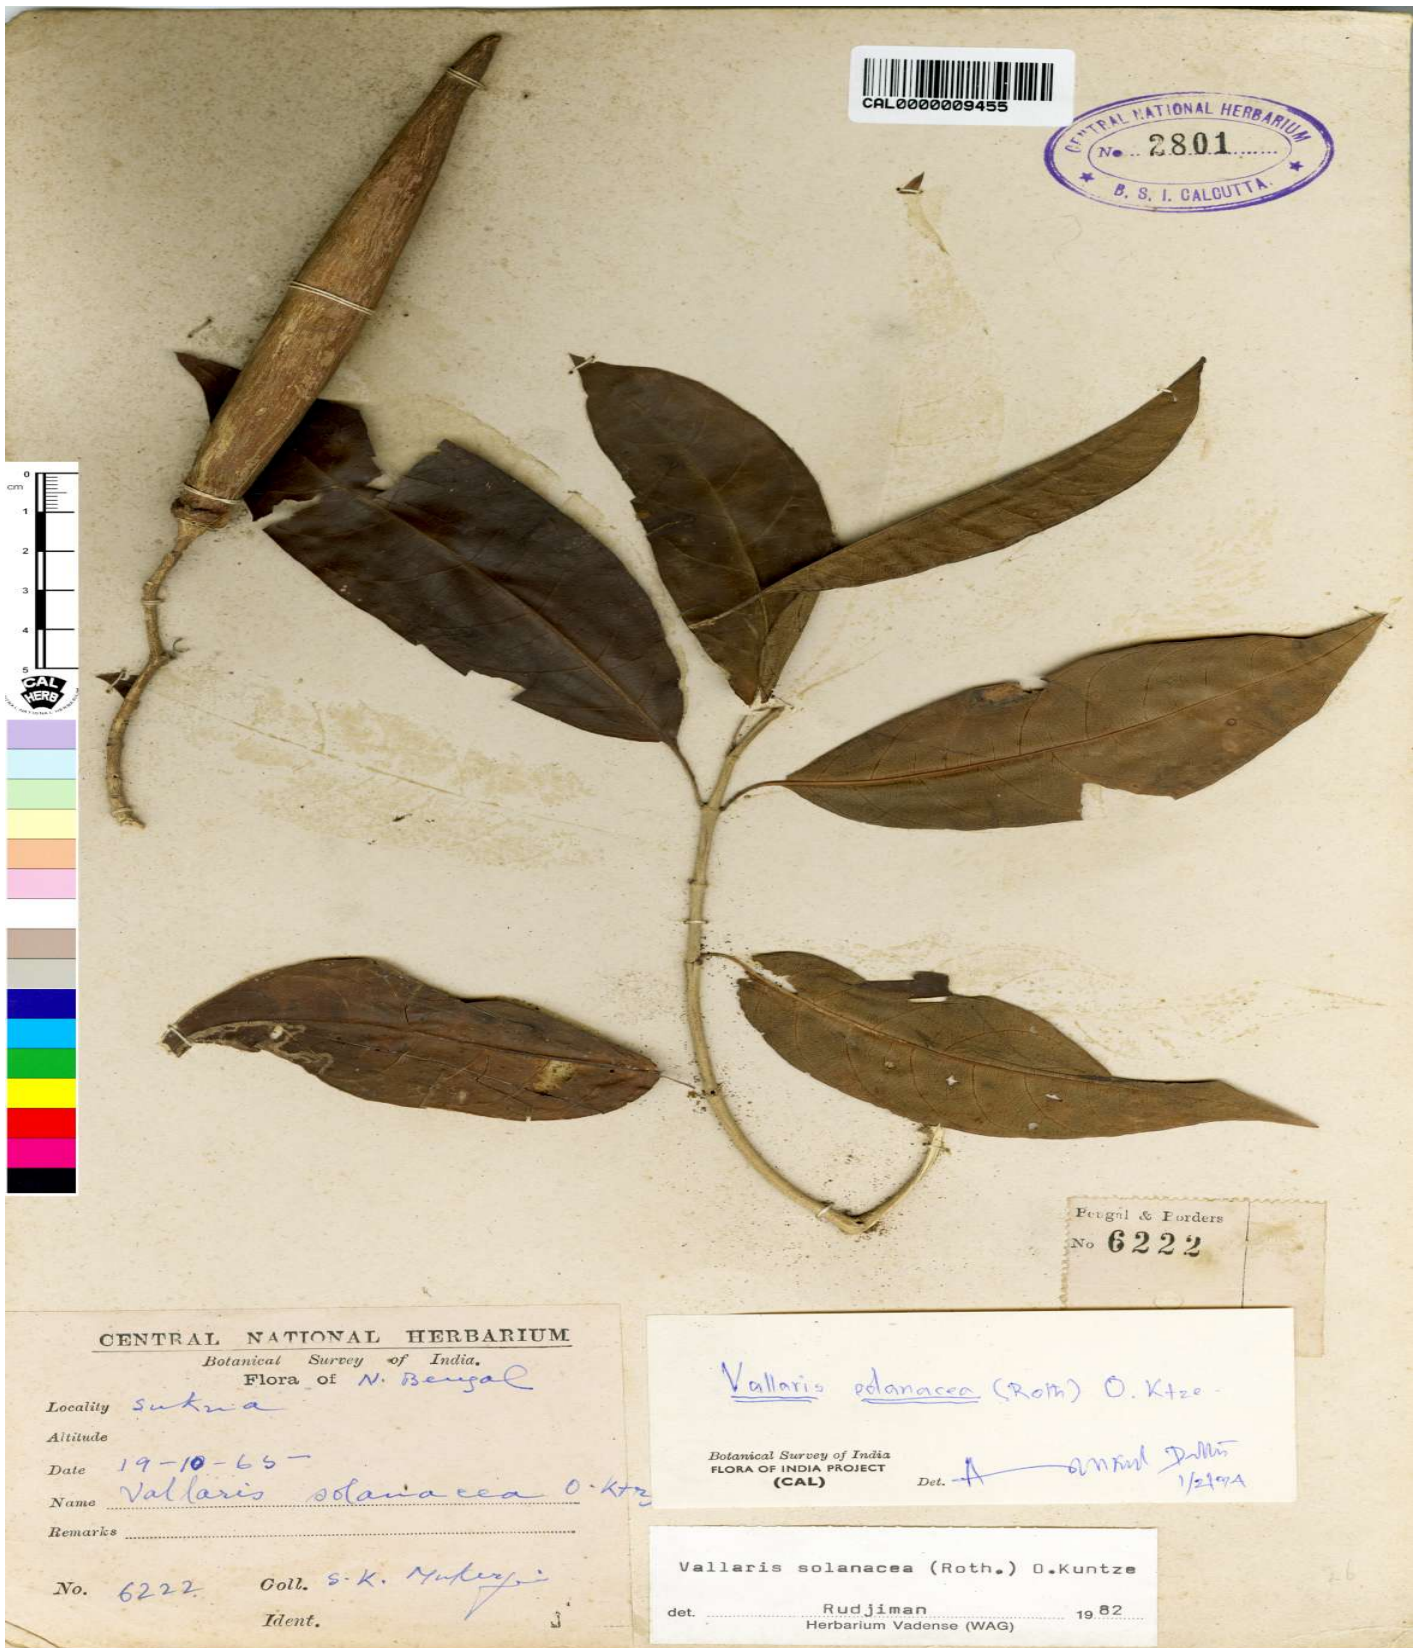 CAL0000009455
CENTRAL NATIONAL HERBARIUM
No 2801
★ B. S. I. CALCUTTA. ★
0
cm
1
2
3
4
5
CAL
HERB
Bengal & Borders
No 6222
CENTRAL NATIONAL HERBARIUM
Botanical Survey of India.
Flora of N. Bengal
Locality Sukna
Altitude
Date 19-10-65
Name Vallaris solanacea O. Ktz
Remarks
No. 6222 Coll. S. K. Mukerjee
Ident.
Vallaris solanacea (Roth) O. Ktze
Botanical Survey of India
FLORA OF INDIA PROJECT
(CAL)
Det.
Vallaris solanacea (Roth.) O.Kuntze
det. Rudjiman 1982
Herbarium Vadense (WAG)